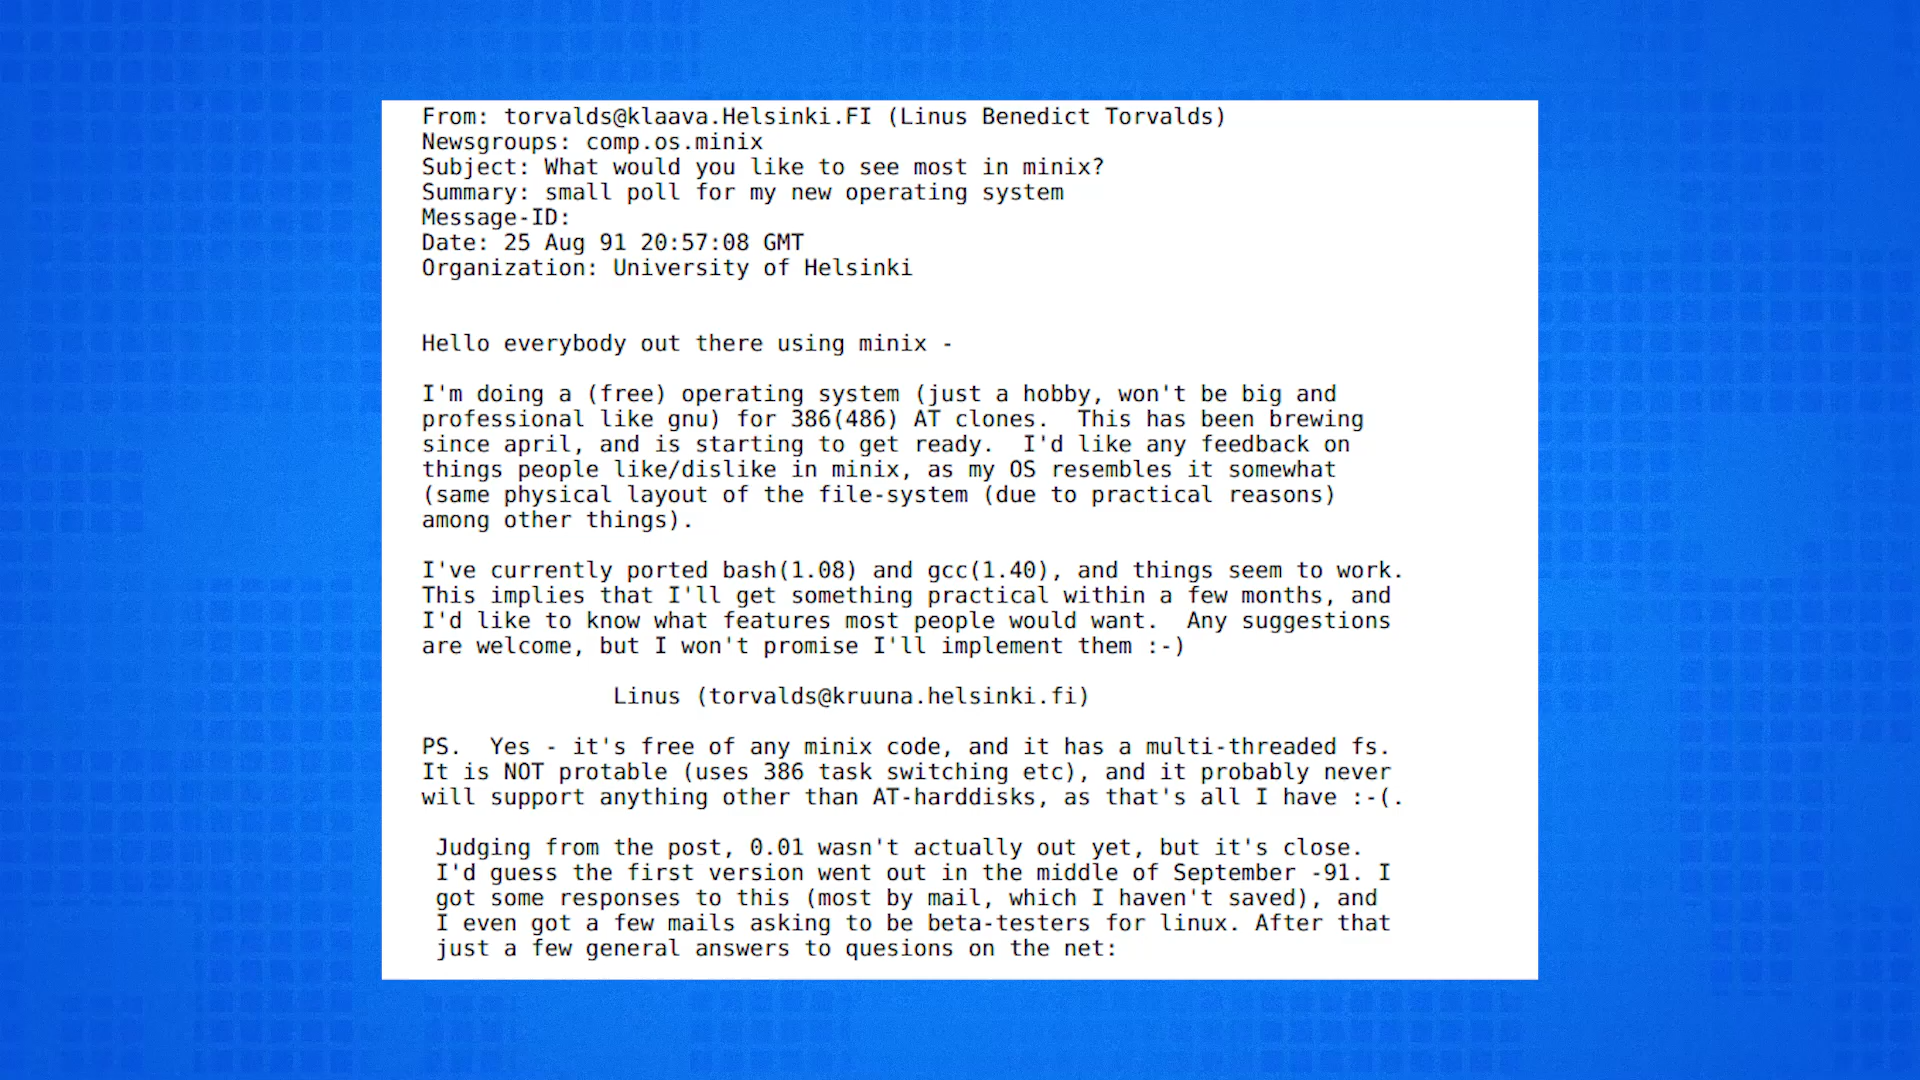 From: torvalds@klaava.Helsinki.FI (Linus Benedict Torvalds)
Newsgroups: comp.os.minix
Subject: What would you like to see most in minix?
Summary: small poll for my new operating system
Message-ID:
Date: 25 Aug 91 20:57:08 GMT
Organization: University of Helsinki
Hello everybody out there using minix -
I'm doing a (free) operating system (just a hobby, won't be big and
professional like gnu) for 386(486) AT clones.  This has been brewing
since april, and is starting to get ready.  I'd like any feedback on
things people like/dislike in minix, as my OS resembles it somewhat
(same physical layout of the file-system (due to practical reasons)
among other things).
I've currently ported bash(1.08) and gcc(1.40), and things seem to work.
This implies that I'll get something practical within a few months, and
I'd like to know what features most people would want.  Any suggestions
are welcome, but I won't promise I'll implement them :-)
Linus (torvalds@kruuna.helsinki.fi)
PS.  Yes - it's free of any minix code, and it has a multi-threaded fs.
It is NOT protable (uses 386 task switching etc), and it probably never
will support anything other than AT-harddisks, as that's all I have :-(.
Judging from the post, 0.01 wasn't actually out yet, but it's close.
I'd guess the first version went out in the middle of September -91. I
got some responses to this (most by mail, which I haven't saved), and
I even got a few mails asking to be beta-testers for linux. After that
just a few general answers to quesions on the net: